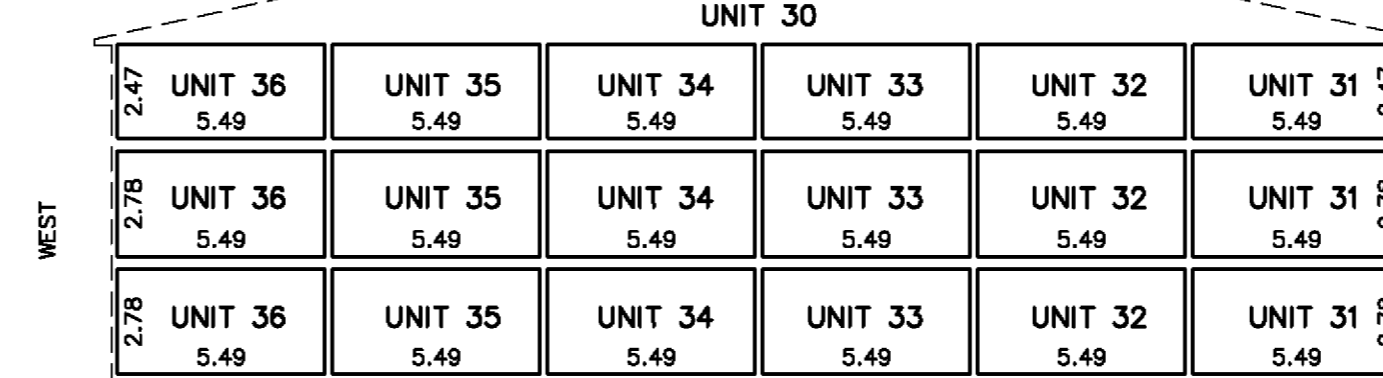 UNIT 30
2.47 UNIT 36 UNIT 35 UNIT 34 UNIT 33 UNIT 32 UNIT 31
5.49 5.49 5.49 5.49 5.49 5.49
2.78 UNIT 36 UNIT 35 UNIT 34 UNIT 33 UNIT 32 UNIT 31
5.49 5.49 5.49 5.49 5.49 5.49
WEST
2.78 UNIT 36 UNIT 35 UNIT 34 UNIT 33 UNIT 32 UNIT 31
5.49 5.49 5.49 5.49 5.49 5.49